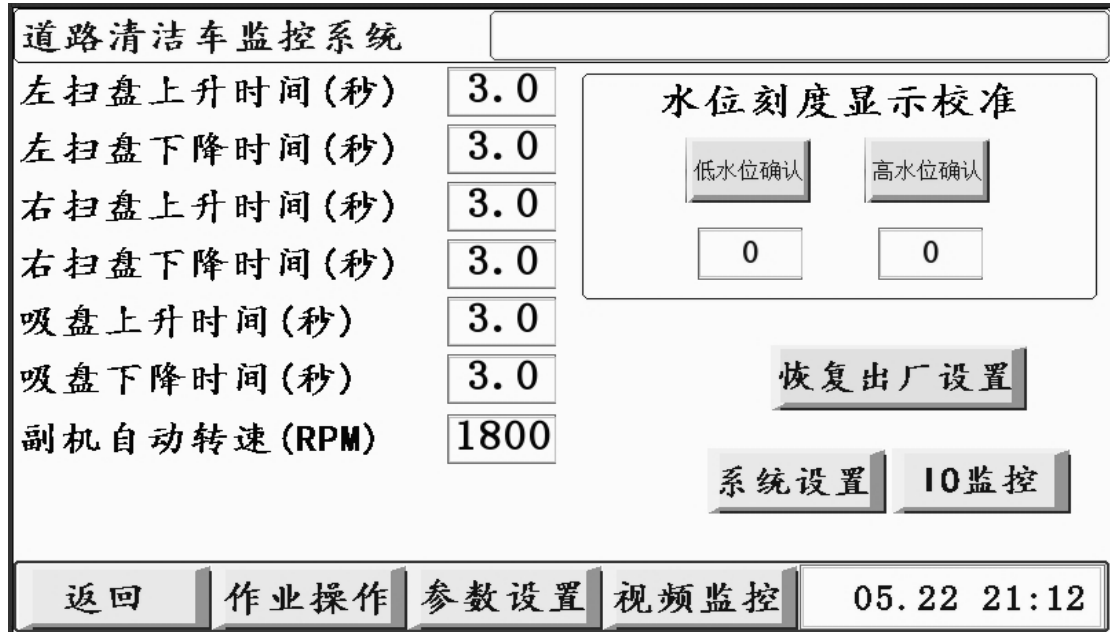 道路清洁车监控系统
左扫盘上升时间(秒) 3.0
左扫盘下降时间(秒) 3.0
右扫盘上升时间(秒) 3.0
右扫盘下降时间(秒) 3.0
吸盘上升时间(秒) 3.0
吸盘下降时间(秒) 3.0
副机自动转速(RPM) 1800
水位刻度显示校准
低水位确认 高水位确认
0 0
恢复出厂设置
系统设置 IO监控
返回 作业操作 参数设置 视频监控 05.22 21:12